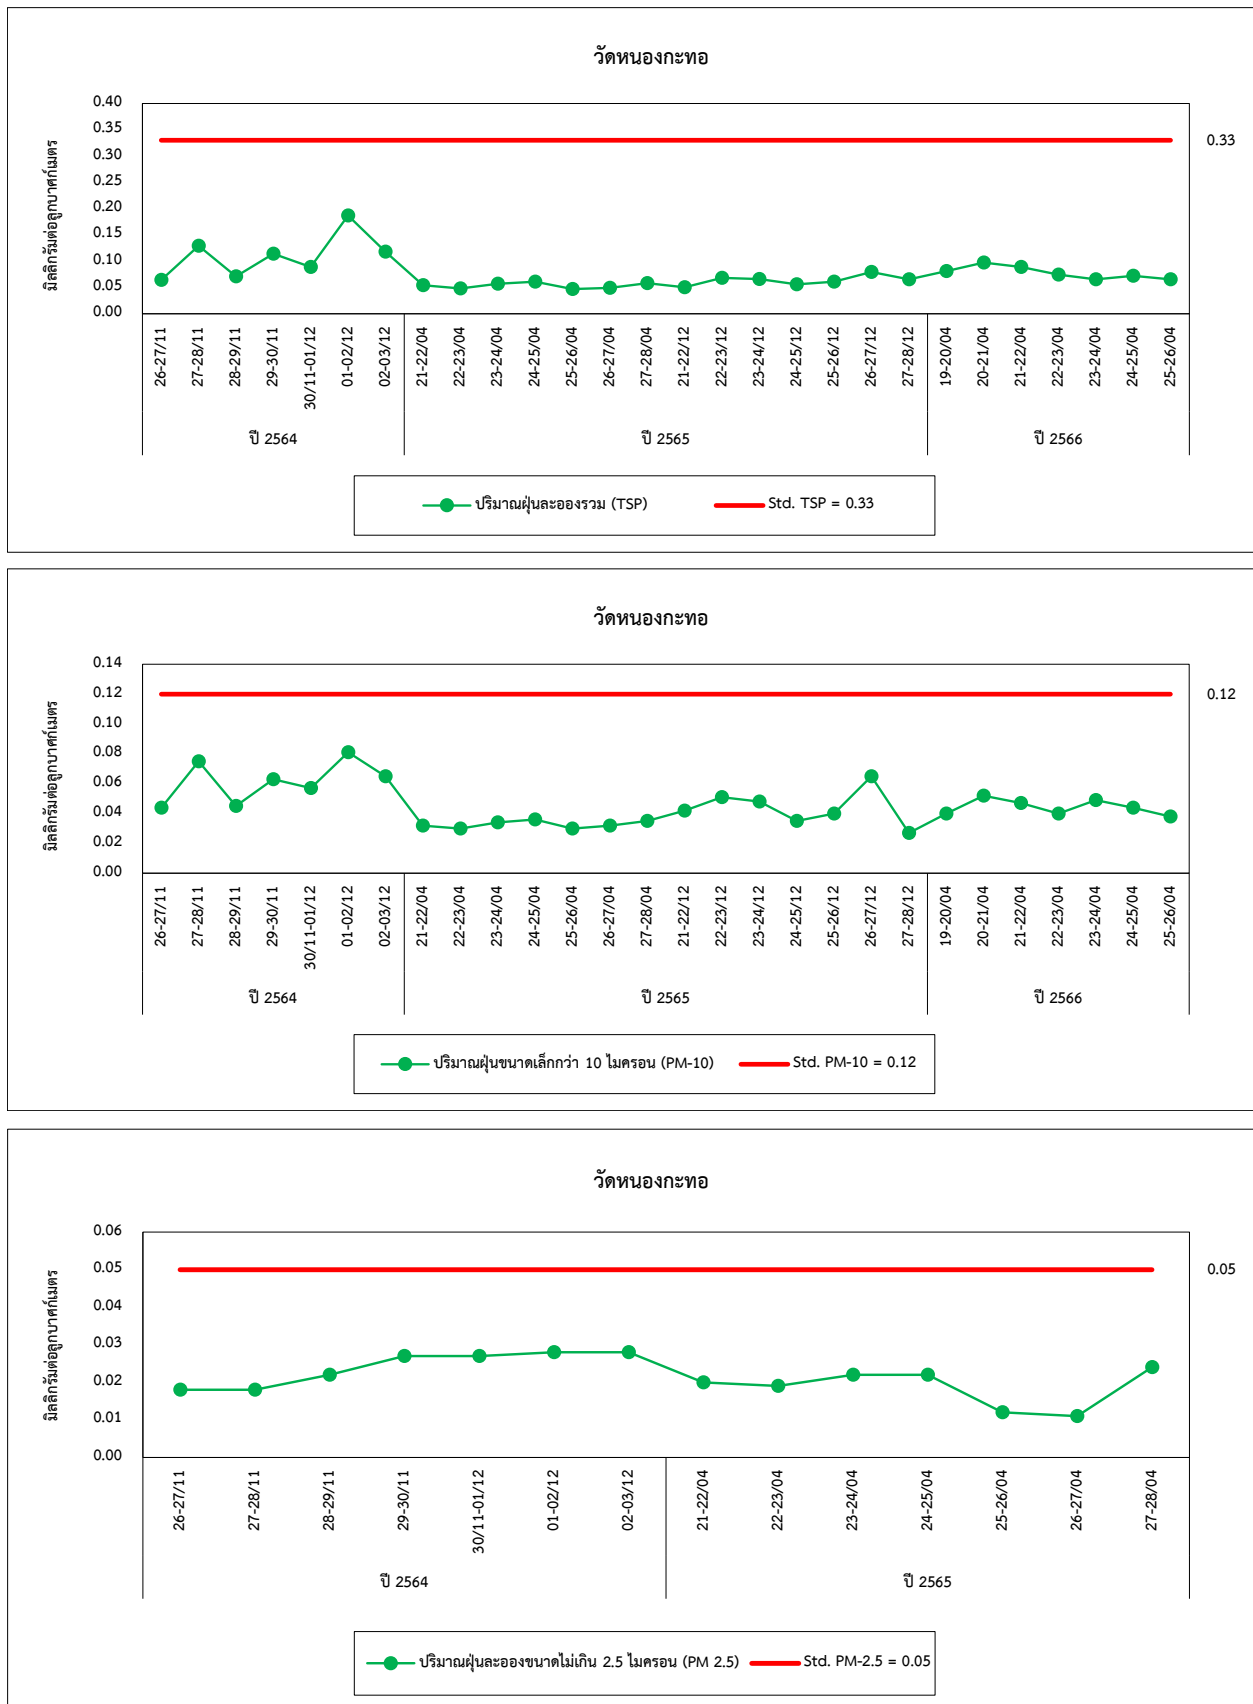 วัดหนองกะทอ
มิลลิกรัมต่อลูกบาศก์เมตร
0.40
0.35
0.30
0.25
0.20
0.15
0.10
0.05
0.00
0.33
26-27/11 27-28/11 28-29/11 29-30/11 30/11-01/12 01-02/12 02-03/12 21-22/04 22-23/04 23-24/04 24-25/04 25-26/04 26-27/04 27-28/04 21-22/12 22-23/12 23-24/12 24-25/12 25-26/12 26-27/12 27-28/12 19-20/04 20-21/04 21-22/04 22-23/04 23-24/04 24-25/04 25-26/04
ปี 2564 ปี 2565 ปี 2566
ปริมาณฝุ่นละอองรวม (TSP) Std. TSP = 0.33
วัดหนองกะทอ
มิลลิกรัมต่อลูกบาศก์เมตร
0.14
0.12
0.10
0.08
0.06
0.04
0.02
0.00
0.12
26-27/11 27-28/11 28-29/11 29-30/11 30/11-01/12 01-02/12 02-03/12 21-22/04 22-23/04 23-24/04 24-25/04 25-26/04 26-27/04 27-28/04 21-22/12 22-23/12 23-24/12 24-25/12 25-26/12 26-27/12 27-28/12 19-20/04 20-21/04 21-22/04 22-23/04 23-24/04 24-25/04 25-26/04
ปี 2564 ปี 2565 ปี 2566
ปริมาณฝุ่นขนาดเล็กกว่า 10 ไมครอน (PM-10) Std. PM-10 = 0.12
วัดหนองกะทอ
มิลลิกรัมต่อลูกบาศก์เมตร
0.06
0.05
0.04
0.03
0.02
0.01
0.00
0.05
26-27/11 27-28/11 28-29/11 29-30/11 30/11-01/12 01-02/12 02-03/12 21-22/04 22-23/04 23-24/04 24-25/04 25-26/04 26-27/04 27-28/04
ปี 2564 ปี 2565
ปริมาณฝุ่นละอองขนาดไม่เกิน 2.5 ไมครอน (PM 2.5) Std. PM-2.5 = 0.05